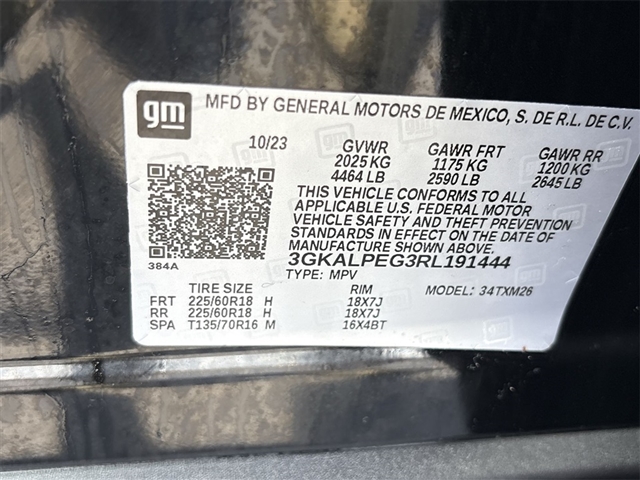 gm MFD BY GENERAL MOTORS DE MEXICO, S. DE R.L. DE C.V.
10/23 GVWR GAWR FRT GAWR RR
2025 KG 1175 KG 1200 KG
4464 LB 2590 LB 2645 LB
THIS VEHICLE CONFORMS TO ALL
APPLICABLE U.S. FEDERAL MOTOR
VEHICLE SAFETY AND THEFT PREVENTION
STANDARDS IN EFFECT ON THE DATE OF
MANUFACTURE SHOWN ABOVE
384A 3GKALPEG3RL191444
TYPE: MPV MODEL: 34TXM26
TIRE SIZE RIM
FRT 225/60R18 H 18X7J
RR 225/60R18 H 18X7J
SPA T135/70R16 M 16X4BT